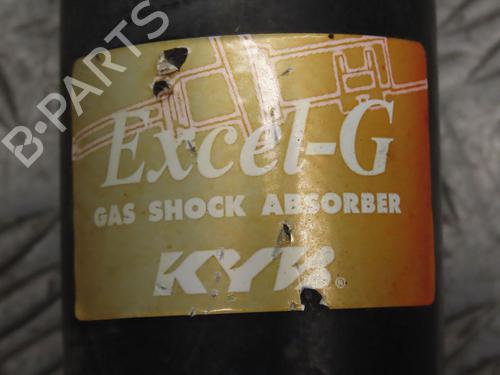 B-PARTS
Excel-G
GAS SHOCK ABSORBER
KYB®